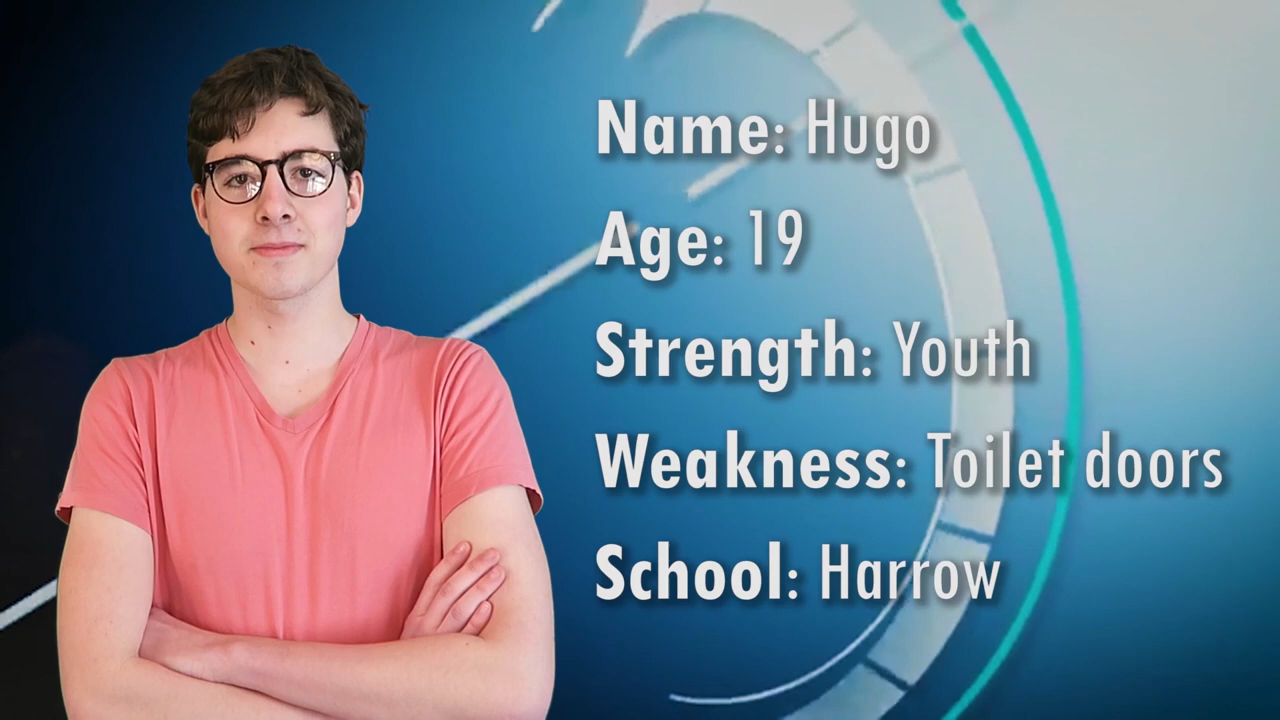 Name: Hugo
Age: 19
Strength: Youth
Weakness: Toilet doors
School: Harrow